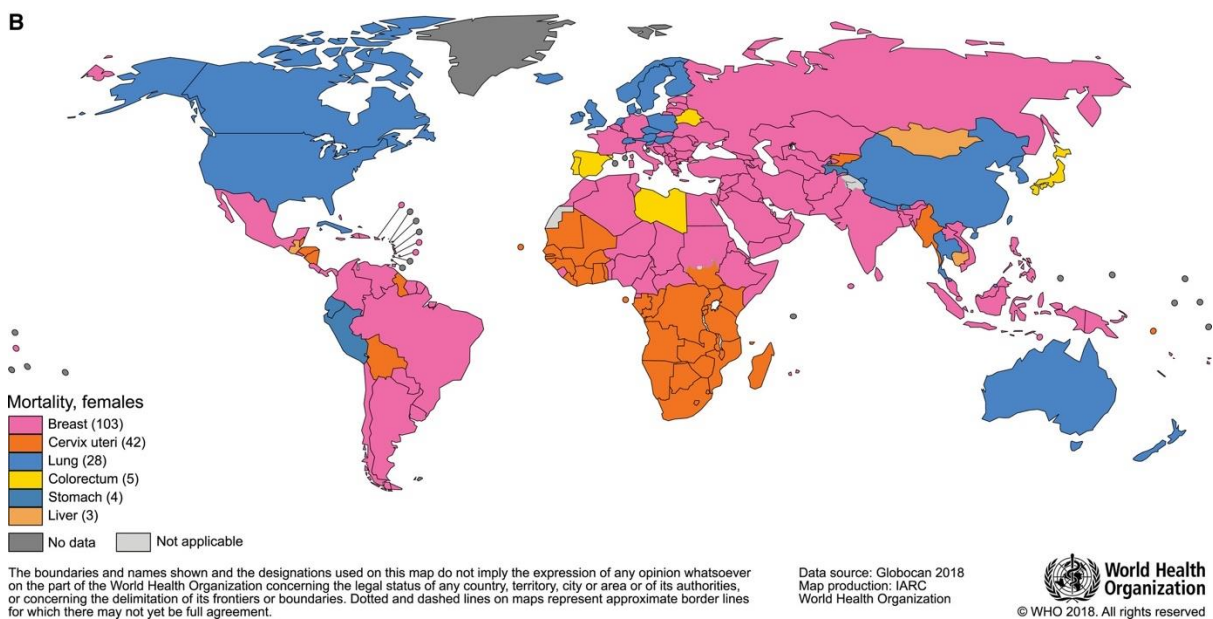 B
Mortality, females
Breast (103)
Cervix uteri (42)
Lung (28)
Colorectum (5)
Stomach (4)
Liver (3)
No data
Not applicable
The boundaries and names shown and the designations used on this map do not imply the expression of any opinion whatsoever
on the part of the World Health Organization concerning the legal status of any country, territory, city or area or of its authorities,
or concerning the delimitation of its frontiers or boundaries. Dotted and dashed lines on maps represent approximate border lines
for which there may not yet be full agreement.
Data source: Globocan 2018
Map production: IARC
World Health Organization
World Health
Organization
© WHO 2018. All rights reserved